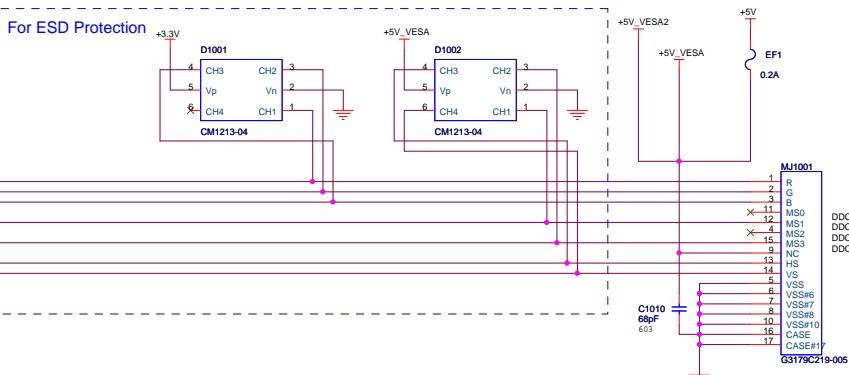 For ESD Protection
+3.3V
D1001
4 CH3 CH2 3
5 Vp Vn 2
6 CH4 CH1 1
CM1213-04
+5V_VESA
D1002
4 CH3 CH2 3
5 Vp Vn 2
6 CH4 CH1 1
CM1213-04
+5V_VESA2
+5V_VESA
+5V
EF1
0.2A
MJ1001
1 R
2 G
3 B
11 MS0
12 MS1
4 MS2
15 MS3
9 NC
13 HS
14 VS
5 VSS
6 VSS#6
7 VSS#7
8 VSS#8
10 VSS#10
16 CASE
17 CASE#17
G3179C219-005
C1010
68pF
603
DDC
DDC
DDC
DDC